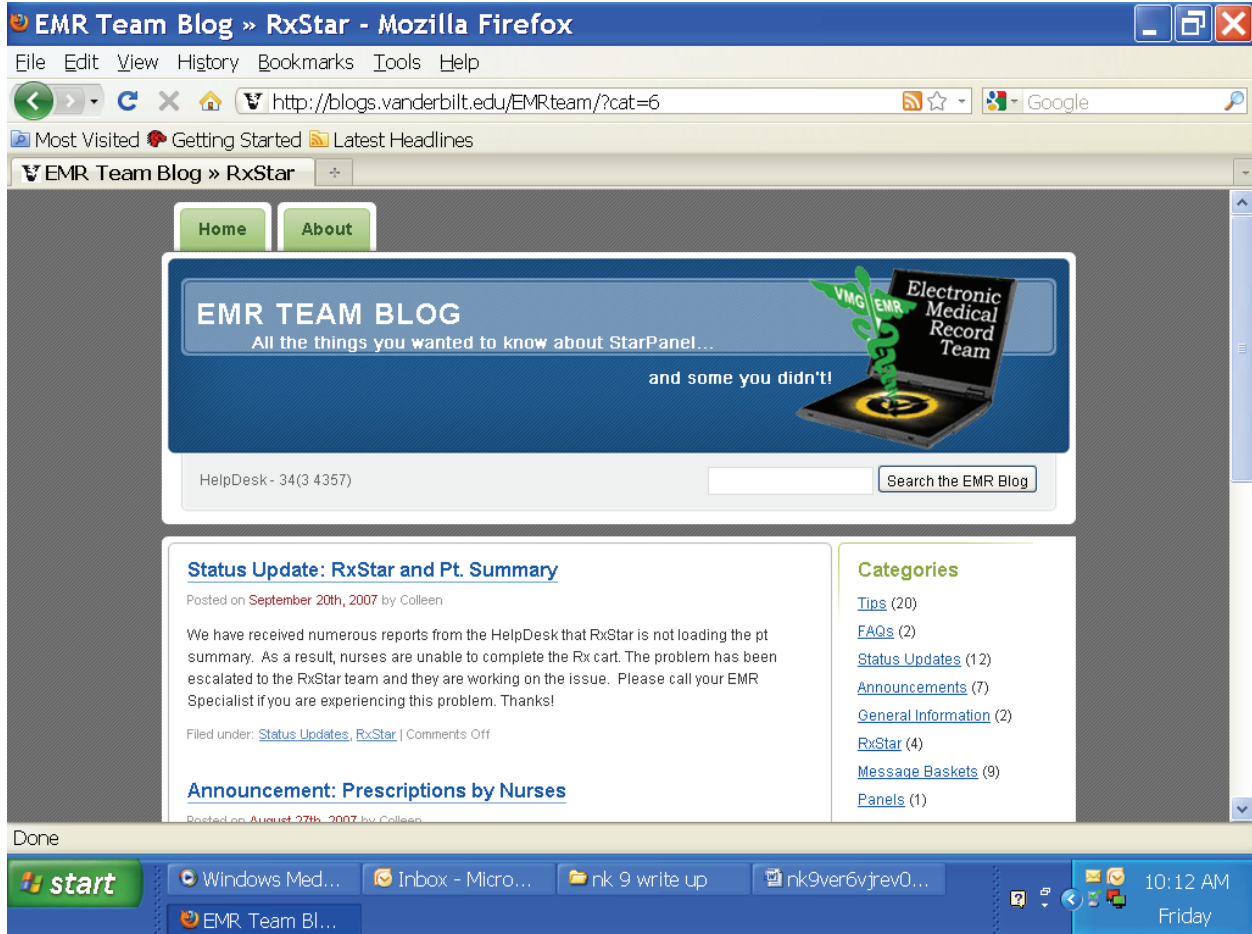 EMR Team Blog » RxStar - Mozilla Firefox
File Edit View History Bookmarks Tools Help
http://blogs.vanderbilt.edu/EMRteam/?cat=6
Google
Most Visited Getting Started Latest Headlines
EMR Team Blog » RxStar
Home About
EMR TEAM BLOG
All the things you wanted to know about StarPanel...
and some you didn't!
VMG EMR
Electronic
Medical
Record
Team
HelpDesk - 34(3 4357)
Search the EMR Blog
Status Update: RxStar and Pt. Summary
Posted on September 20th, 2007 by Colleen
We have received numerous reports from the HelpDesk that RxStar is not loading the pt
summary. As a result, nurses are unable to complete the Rx cart. The problem has been
escalated to the RxStar team and they are working on the issue. Please call your EMR
Specialist if you are experiencing this problem. Thanks!
Filed under: Status Updates, RxStar | Comments Off
Announcement: Prescriptions by Nurses
Posted on August 27th, 2007 by Colleen
Categories
Tips (20)
FAQs (2)
Status Updates (12)
Announcements (7)
General Information (2)
RxStar (4)
Message Baskets (9)
Panels (1)
Done
start
Windows Med...
Inbox - Micro...
nk 9 write up
nk9ver6vjrev0...
EMR Team Bl...
10:12 AM
Friday